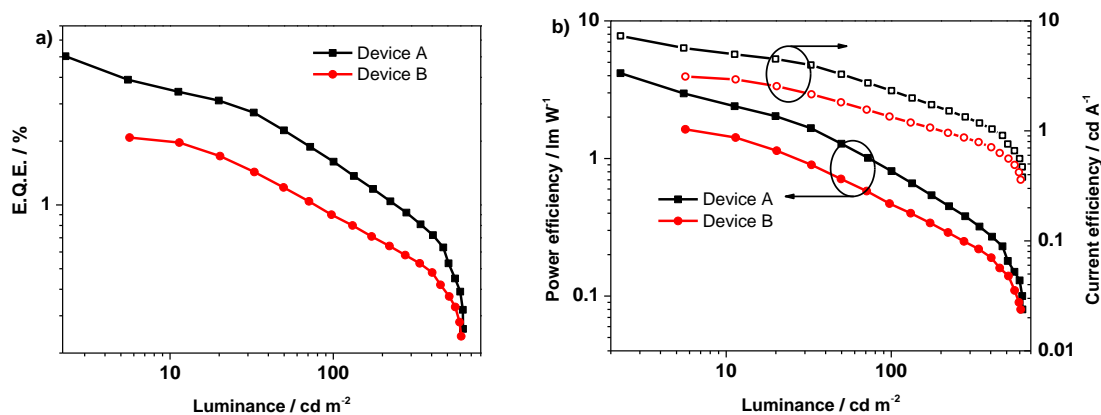 a)
Device A
Device B
E.Q.E. / %
1
10
100
Luminance / cd m-2
b)
10
1
0.1
Power efficiency / lm W-1
Device A
Device B
10
1
0.1
0.01
Current efficiency / cd A-1
10
100
Luminance / cd m-2